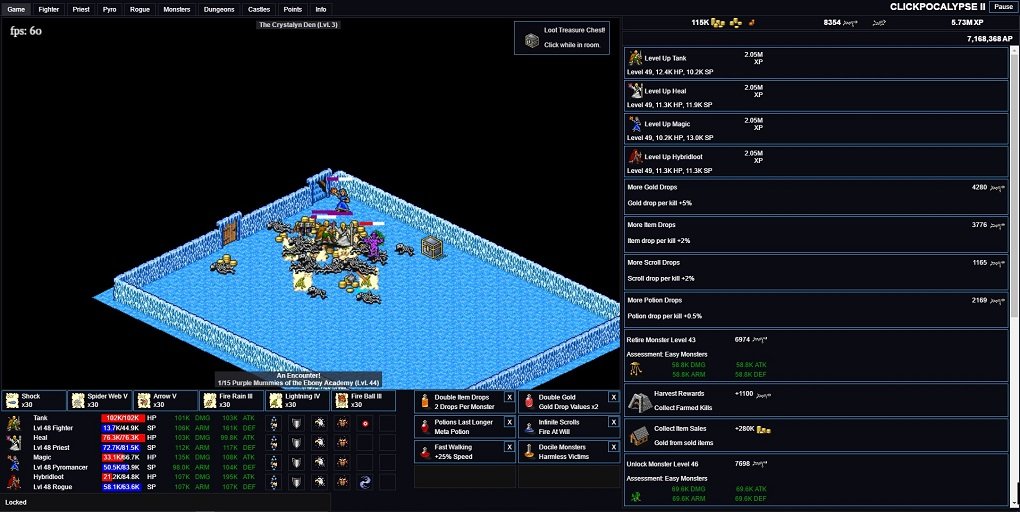 Game Fighter Priest Pyro Rogue Monsters Dungeons Castles Points Info
CLICKPOCALYPSE II Pause
fps: 60
The Crystalyn Den (Lvl. 3)
Loot Treasure Chest!
Click while in room.
115K 8354 5.73M XP
7,168,368 AP
Level Up Tank 2.05M XP
Level 49, 12.4K HP, 10.2K SP
Level Up Heal 2.05M XP
Level 49, 11.3K HP, 11.9K SP
Level Up Magic 2.05M XP
Level 49, 10.2K HP, 13.0K SP
Level Up Hybridloot 2.05M XP
Level 49, 11.3K HP, 11.3K SP
More Gold Drops 4280
Gold drop per kill +5%
More Item Drops 3776
Item drop per kill +2%
More Scroll Drops 1165
Scroll drop per kill +2%
More Potion Drops 2169
Potion drop per kill +0.5%
Retire Monster Level 43 6974
Assessment: Easy Monsters
58.8K DMG 58.8K ATK
58.8K ARM 58.8K DEF
Harvest Rewards +1100
Collect Farmed Kills
Collect Item Sales +280K
Gold from sold items
Unlock Monster Level 46 7698
Assessment: Easy Monsters
69.6K DMG 69.6K ATK
69.6K ARM 69.6K DEF
An Encounter!
1/15 Purple Mummies of the Ebony Academy (Lvl. 44)
Shock x30
Spider Web V x30
Arrow V x30
Fire Rain III x30
Lightning IV x30
Fire Ball III x30
Tank 102K/102K HP 101K DMG 103K ATK
Lvl 48 Fighter 13.7K/44.9K SP 106K ARM 161K DEF
Heal 76.3K/76.3K HP 103K DMG 99.8K ATK
Lvl 48 Priest 72.7K/81.5K SP 112K ARM 117K DEF
Magic 33.1K/66.7K HP 135K DMG 108K ATK
Lvl 48 Pyromancer 50.5K/83.9K SP 98.0K ARM 104K DEF
Hybridloot 21.2K/84.8K HP 107K DMG 195K ATK
Lvl 48 Rogue 58.1K/63.6K SP 107K ARM 107K DEF
Double Item Drops X
2 Drops Per Monster
Double Gold X
Gold Drop Values x2
Potions Last Longer X
Meta Potion
Infinite Scrolls X
Fire At Will
Fast Walking X
+25% Speed
Docile Monsters X
Harmless Victims
Locked